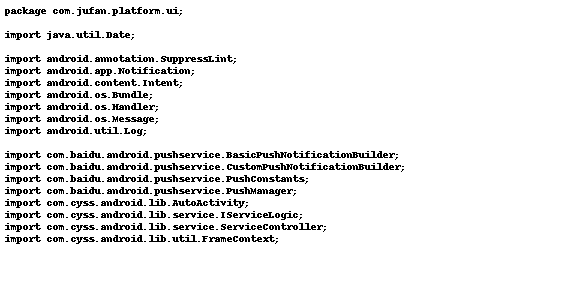 package com.jufan.platform.ui;
import java.util.Date;
import android.annotation.SuppressLint;
import android.app.Notification;
import android.content.Intent;
import android.os.Bundle;
import android.os.Handler;
import android.os.Message;
import android.util.Log;
import com.baidu.android.pushservice.BasicPushNotificationBuilder;
import com.baidu.android.pushservice.CustomPushNotificationBuilder;
import com.baidu.android.pushservice.PushConstants;
import com.baidu.android.pushservice.PushManager;
import com.cyss.android.lib.AutoActivity;
import com.cyss.android.lib.service.IServiceLogic;
import com.cyss.android.lib.service.ServiceController;
import com.cyss.android.lib.util.FrameContext;